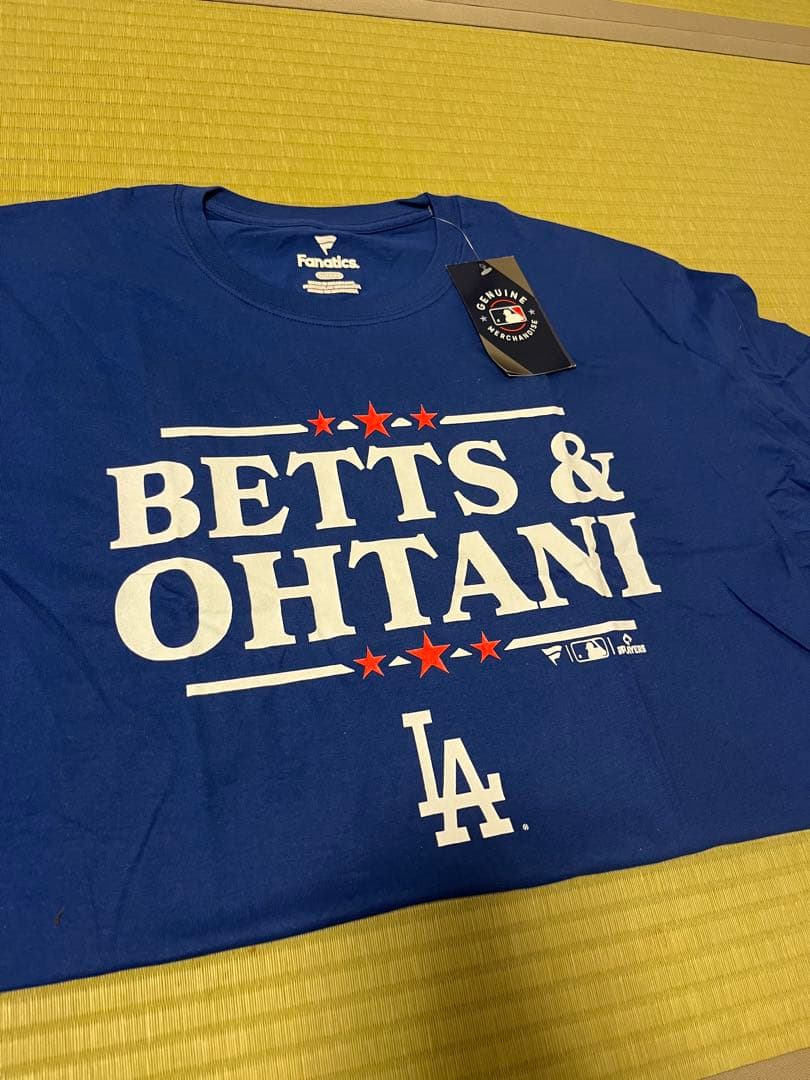 Fanatics.
GENUINE
MERCHANDISE
BETTS &
OHTANI
PLAYERS
LA